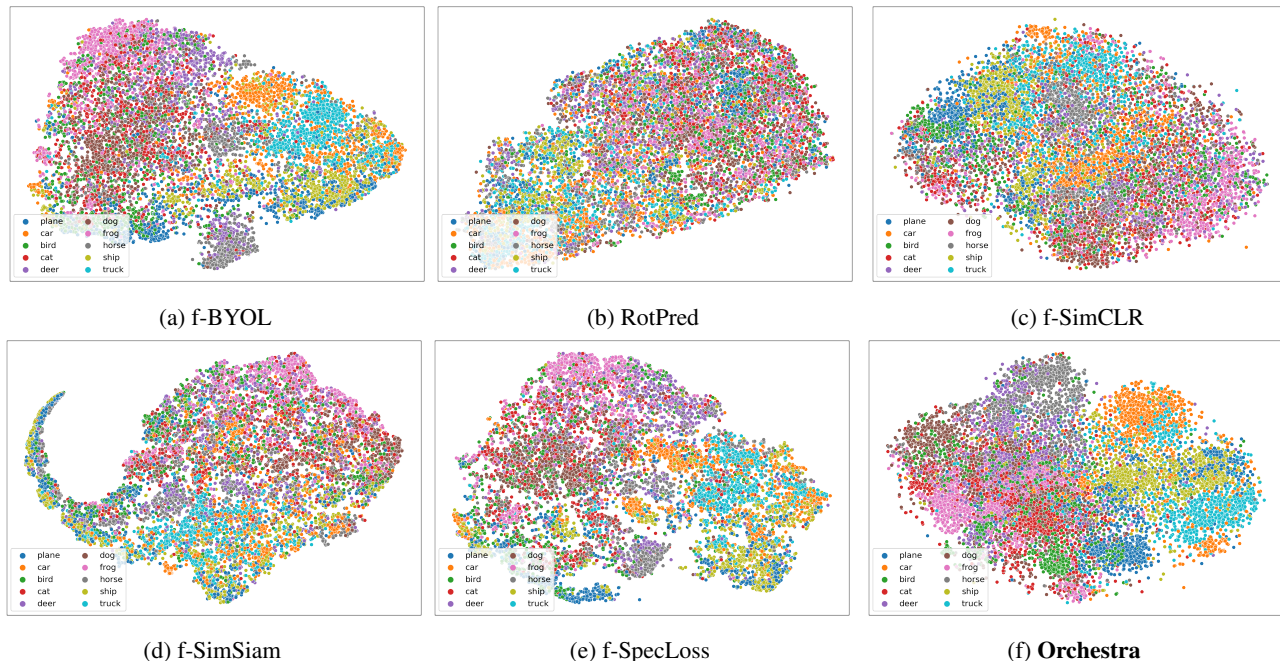 plane dog
car frog
bird horse
cat ship
deer truck
plane dog
car frog
bird horse
cat ship
deer truck
plane dog
car frog
bird horse
cat ship
deer truck
(a) f-BYOL
(b) RotPred
(c) f-SimCLR
plane dog
car frog
bird horse
cat ship
deer truck
plane dog
car frog
bird horse
cat ship
deer truck
plane dog
car frog
bird horse
cat ship
deer truck
(d) f-SimSiam
(e) f-SpecLoss
(f) Orchestra